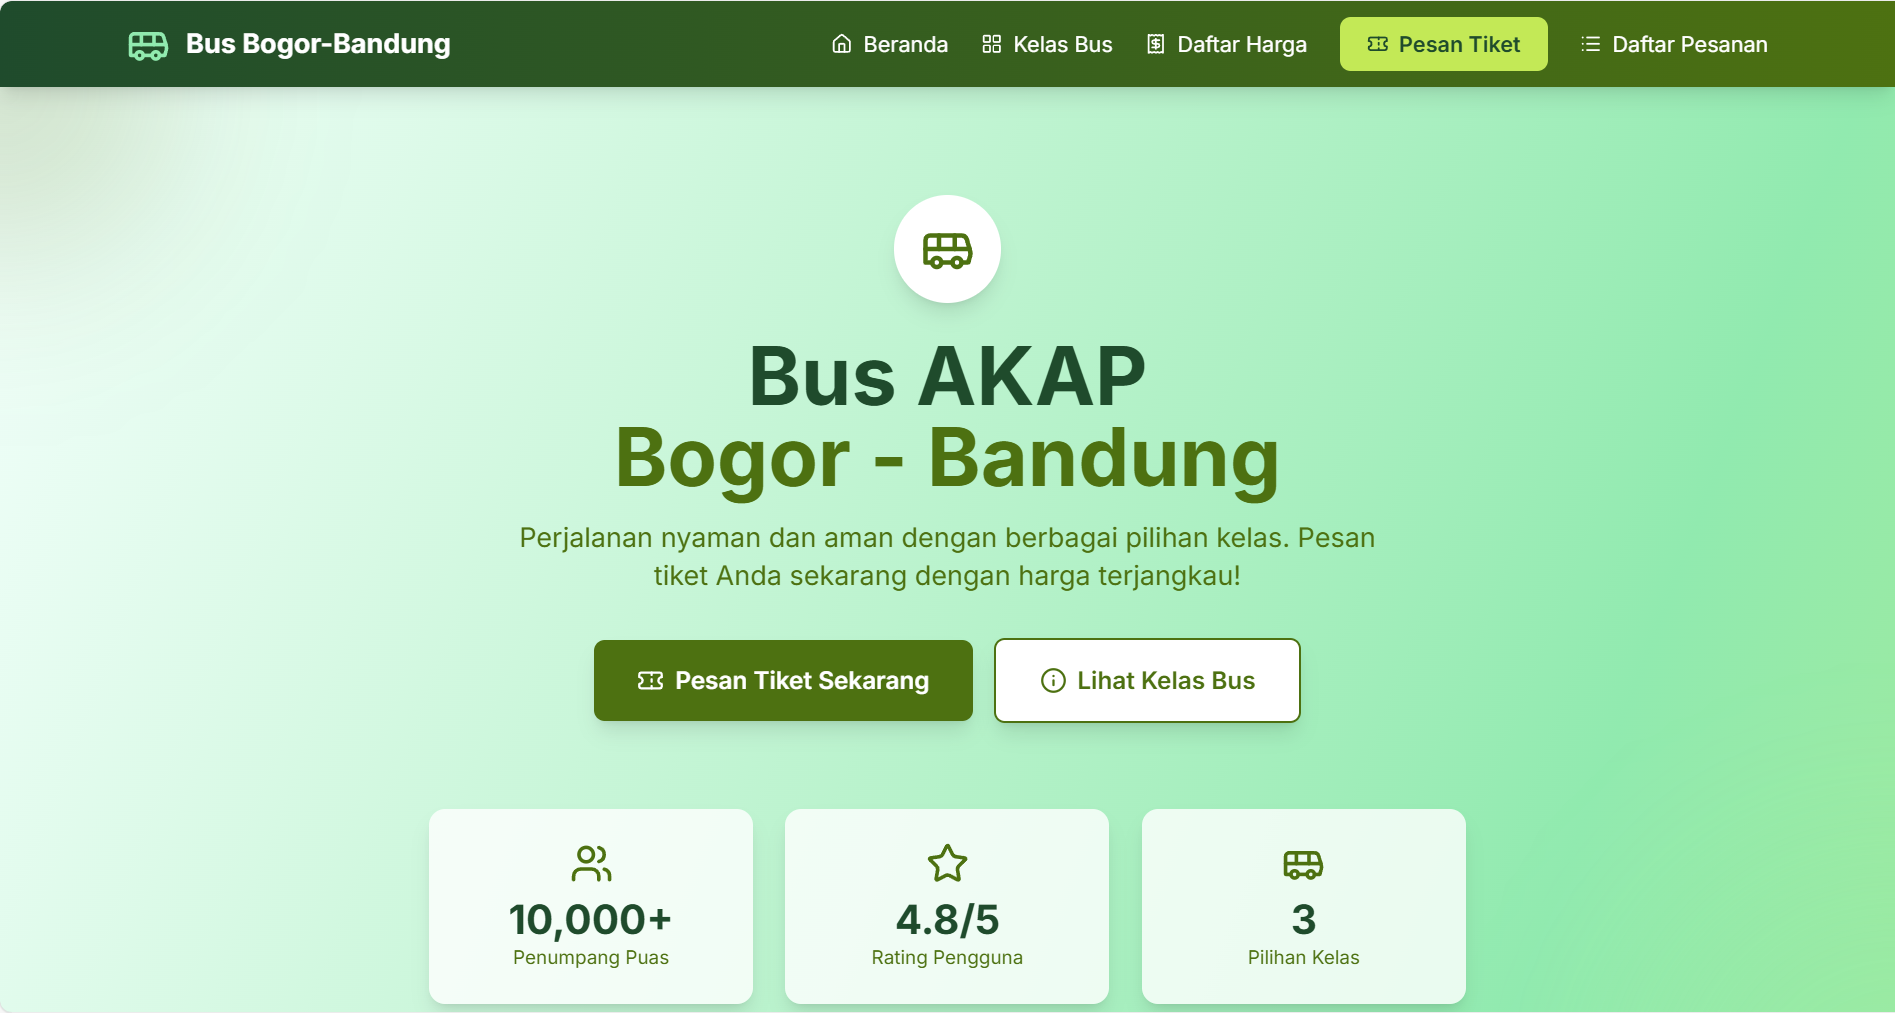 Bus Bogor-Bandung
Beranda
Kelas Bus
Daftar Harga
Pesan Tiket
Daftar Pesanan
Bus AKAP
Bogor - Bandung
Perjalanan nyaman dan aman dengan berbagai pilihan kelas. Pesan
tiket Anda sekarang dengan harga terjangkau!
Pesan Tiket Sekarang
Lihat Kelas Bus
10,000+
Penumpang Puas
4.8/5
Rating Pengguna
3
Pilihan Kelas